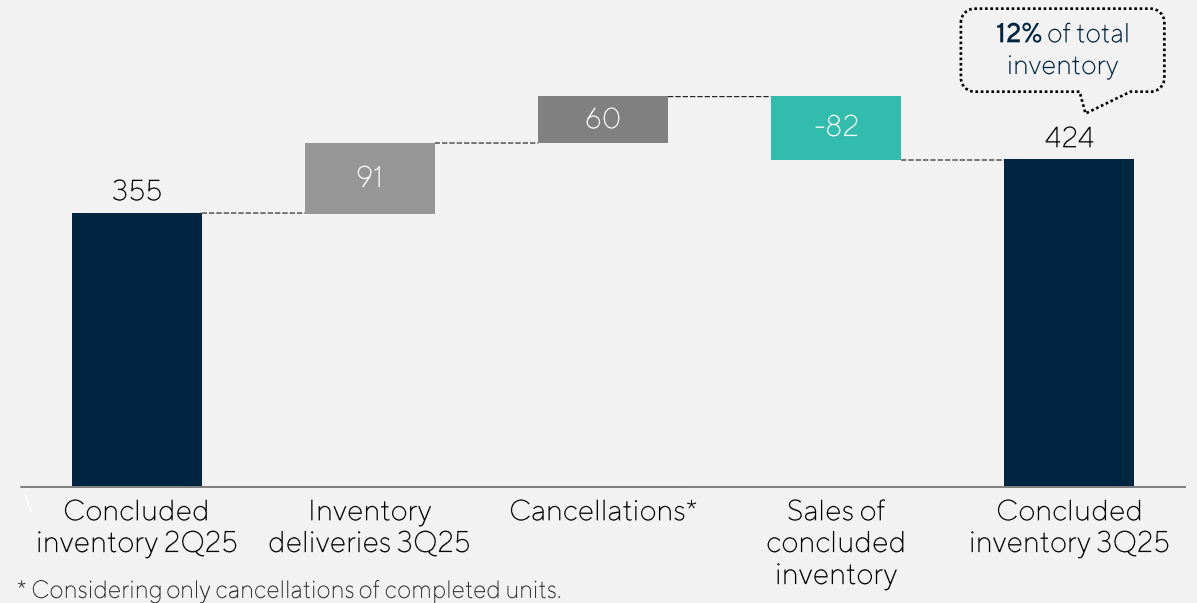 12% of total
inventory
355
91
60
-82
424
Concluded
inventory 2Q25
Inventory
deliveries 3Q25
Cancellations*
Sales of
concluded
inventory
Concluded
inventory 3Q25
\
* Considering only cancellations of completed units.